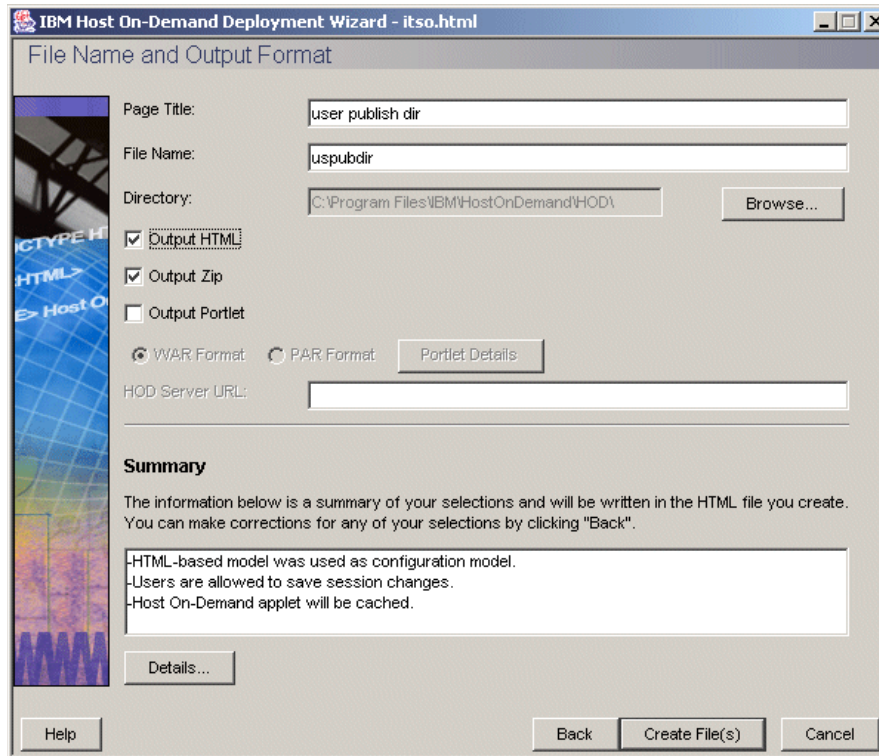 IBM Host On-Demand Deployment Wizard - itso.html
File Name and Output Format
Page Title:
user publish dir
File Name:
uspubdir
Directory:
C:\Program Files\IBM\HostOnDemand\HOD\
Browse...
OCTYPE H
Output HTML
HTML>
Output Zip
E> Host O
Output Portlet
WAR Format
PAR Format
Portlet Details
HOD Server URL:
Summary
The information below is a summary of your selections and will be written in the HTML file you create.
You can make corrections for any of your selections by clicking "Back".
-HTML-based model was used as configuration model.
-Users are allowed to save session changes.
-Host On-Demand applet will be cached.
Details...
Help
Back
Create File(s)
Cancel